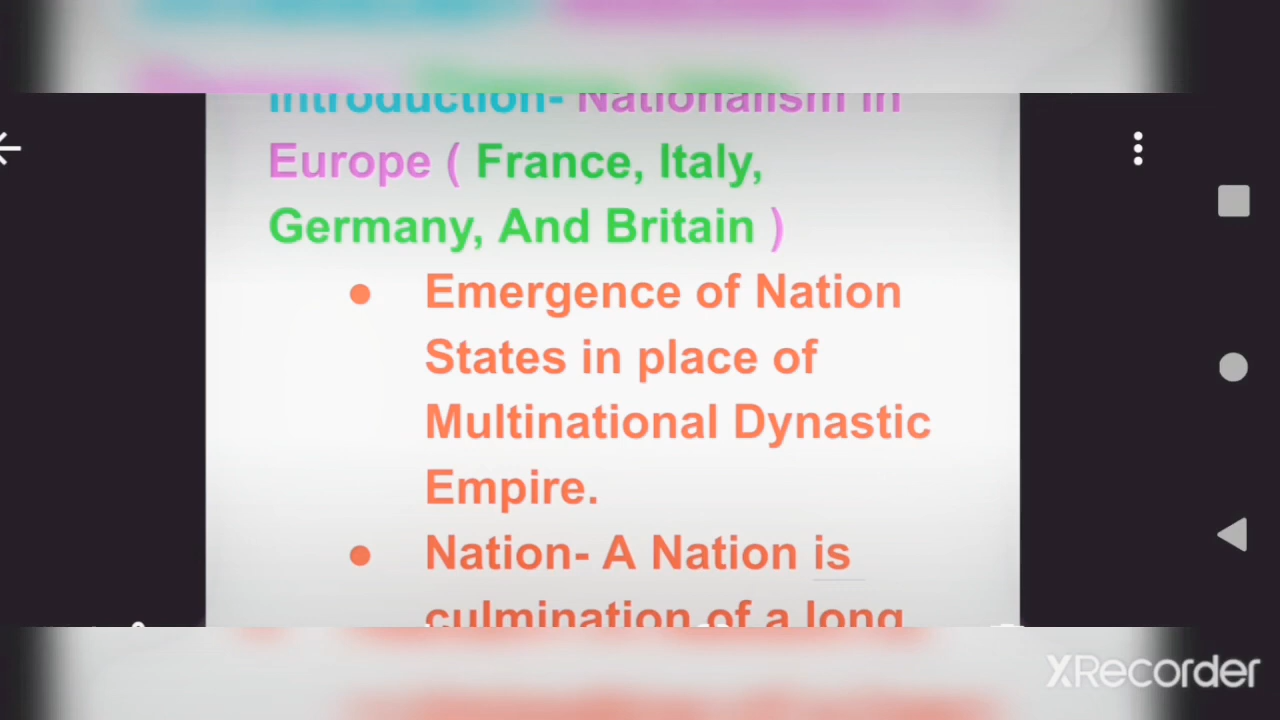 Introduction- Nationalism in
Europe ( France, Italy,
Germany, And Britain )
● Emergence of Nation
States in place of
Multinational Dynastic
Empire.
● Nation- A Nation is
culmination of a long
XRecorder